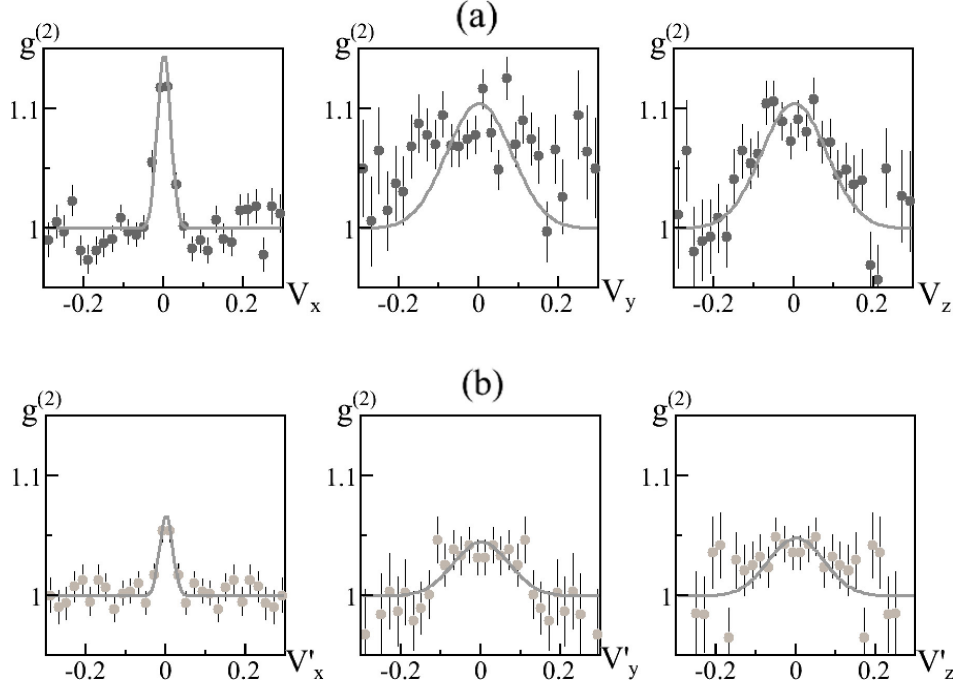 (a)
g(2) g(2) g(2)
1.1 1.1 1.1
1 1 1
-0.2 0 0.2 Vx -0.2 0 0.2 Vy -0.2 0 0.2 Vz
(b)
g(2) g(2) g(2)
1.1 1.1 1.1
1 1 1
-0.2 0 0.2 V'x -0.2 0 0.2 V'y -0.2 0 0.2 V'z